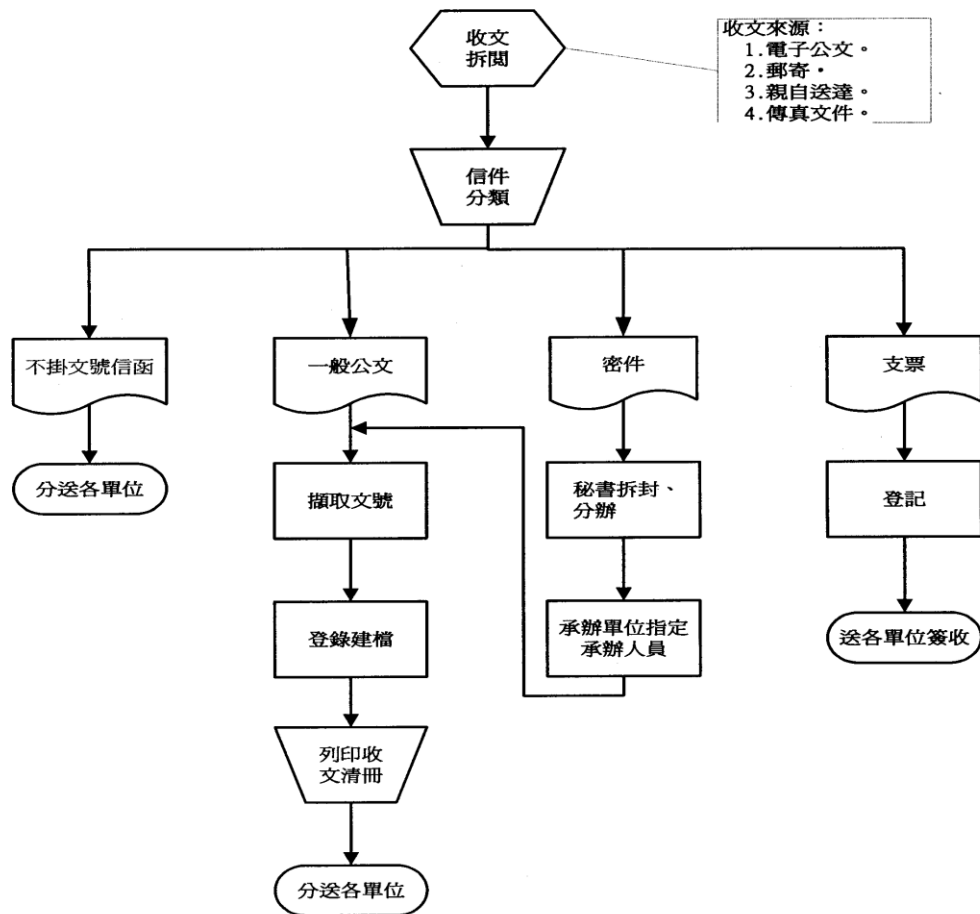 收文
拆閱
收文來源：
1.電子公文。
2.郵寄・
3.親自送達。
4.傳真文件。
信件
分類
不掛文號信函
一般公文
密件
支票
分送各單位
擷取文號
秘書拆封、
分辦
登記
登錄建檔
承辦單位指定
承辦人員
送各單位簽收
列印收
文清冊
分送各單位